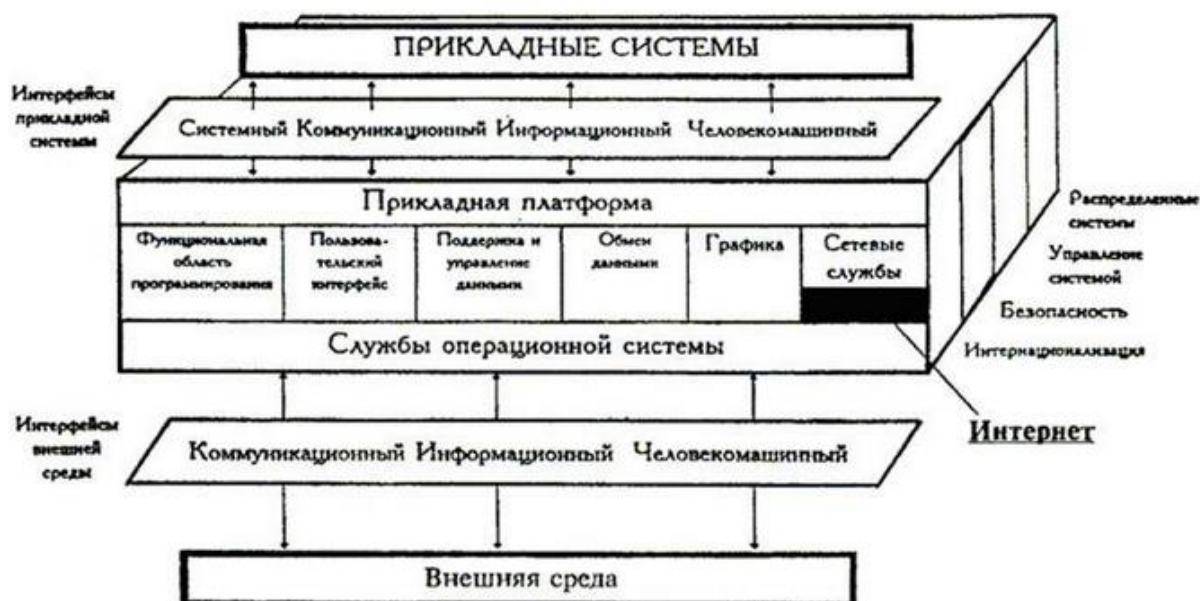 ПРИКЛАДНЫЕ СИСТЕМЫ
Интерфейсы
прикладной
системы
Системный Коммуникационный Информационный Человекомашинный
Прикладная платформа
Функциональная
область
программирования
Пользова-
тельский
интерфейс
Поддержка и
управление
данными
Обмен
данными
Графика
Сетевые
службы
Распределенные
системы
Управление
системой
Безопасность
Интернационализация
Службы операционной системы
Интернет
Интерфейсы
внешней
среды
Коммуникационный Информационный Человекомашинный
Внешняя среда